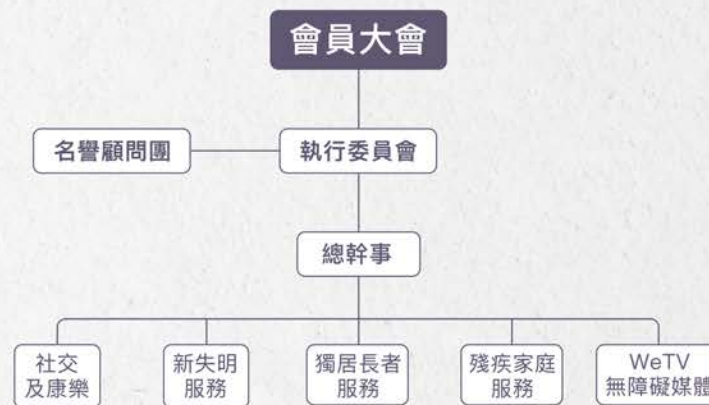 會員大會
名譽顧問團
執行委員會
總幹事
社交
及康樂
新失明
服務
獨居長者
服務
殘疾家庭
服務
WeTV
無障礙媒體